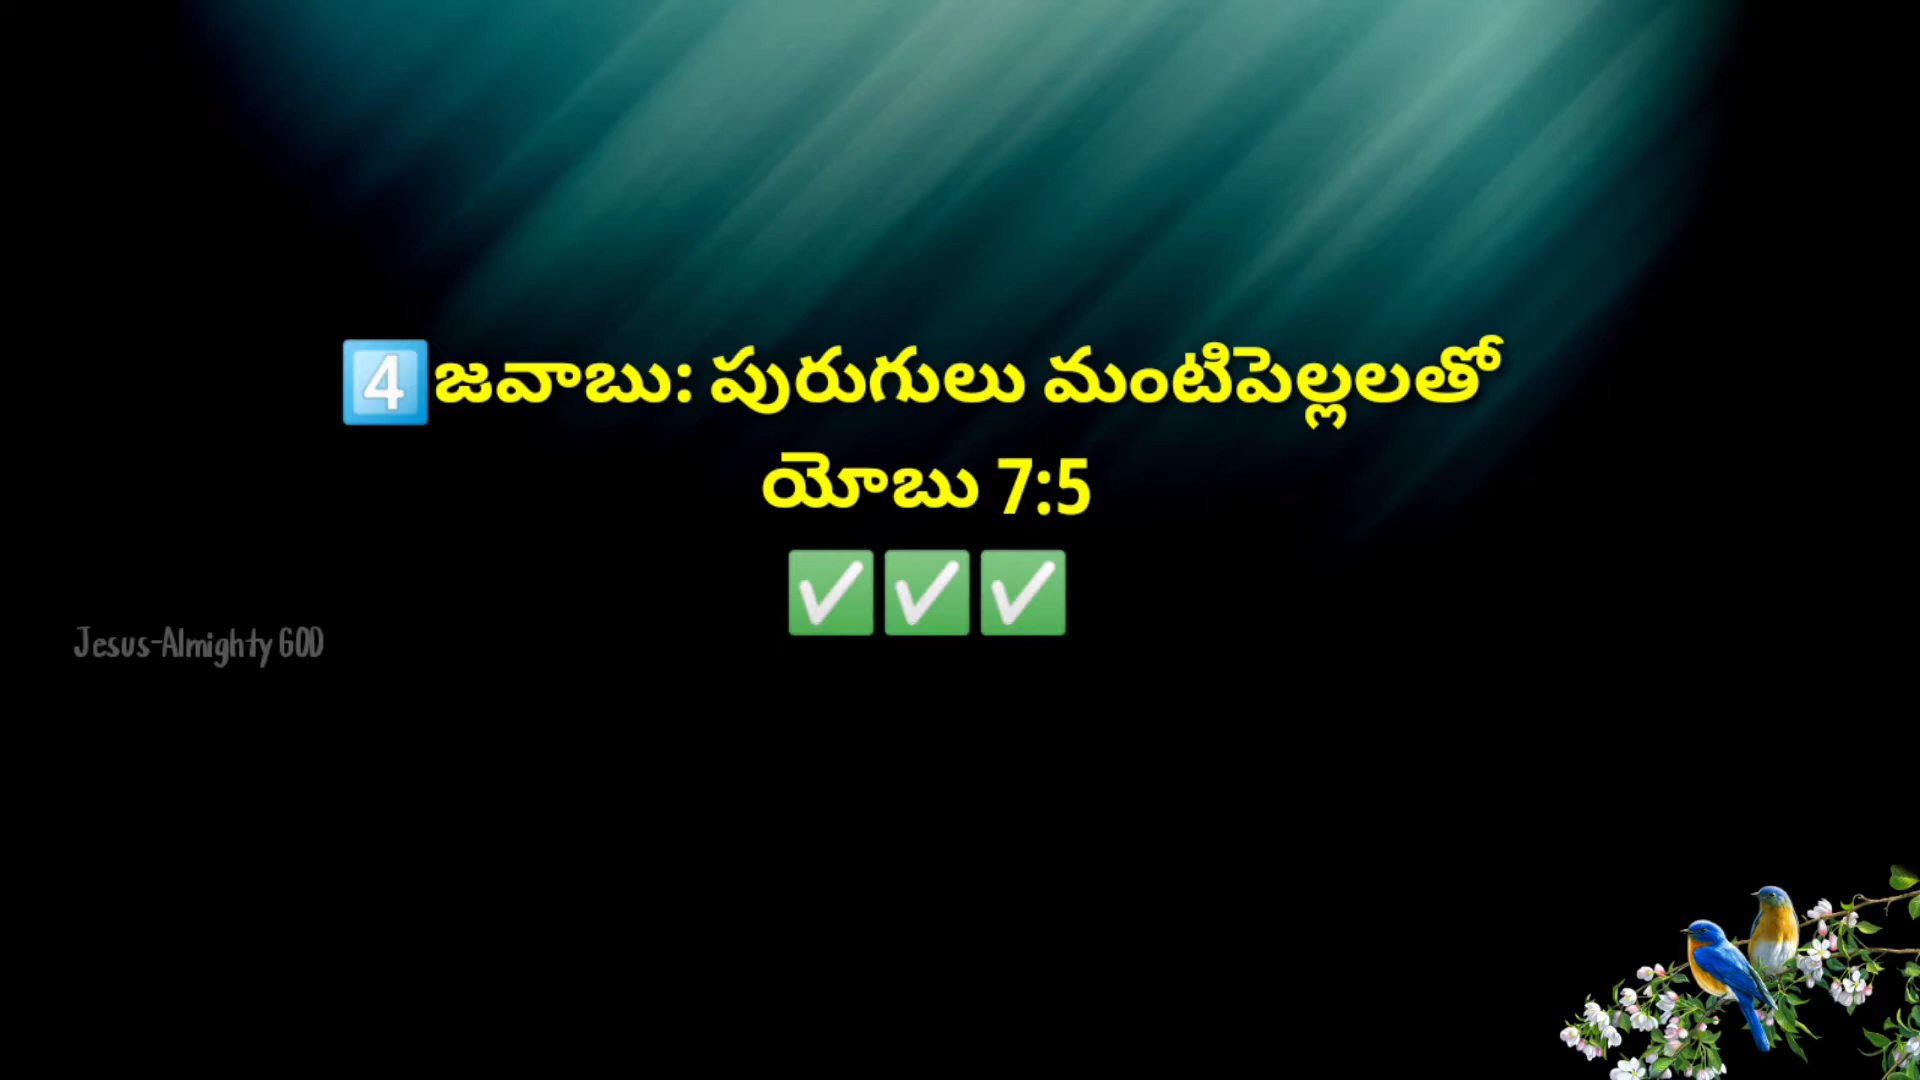 4️⃣జవాబు: పురుగులు మంటిపెల్లలతో
యోబు 7:5
✅✅✅
Jesus-Almighty GOD